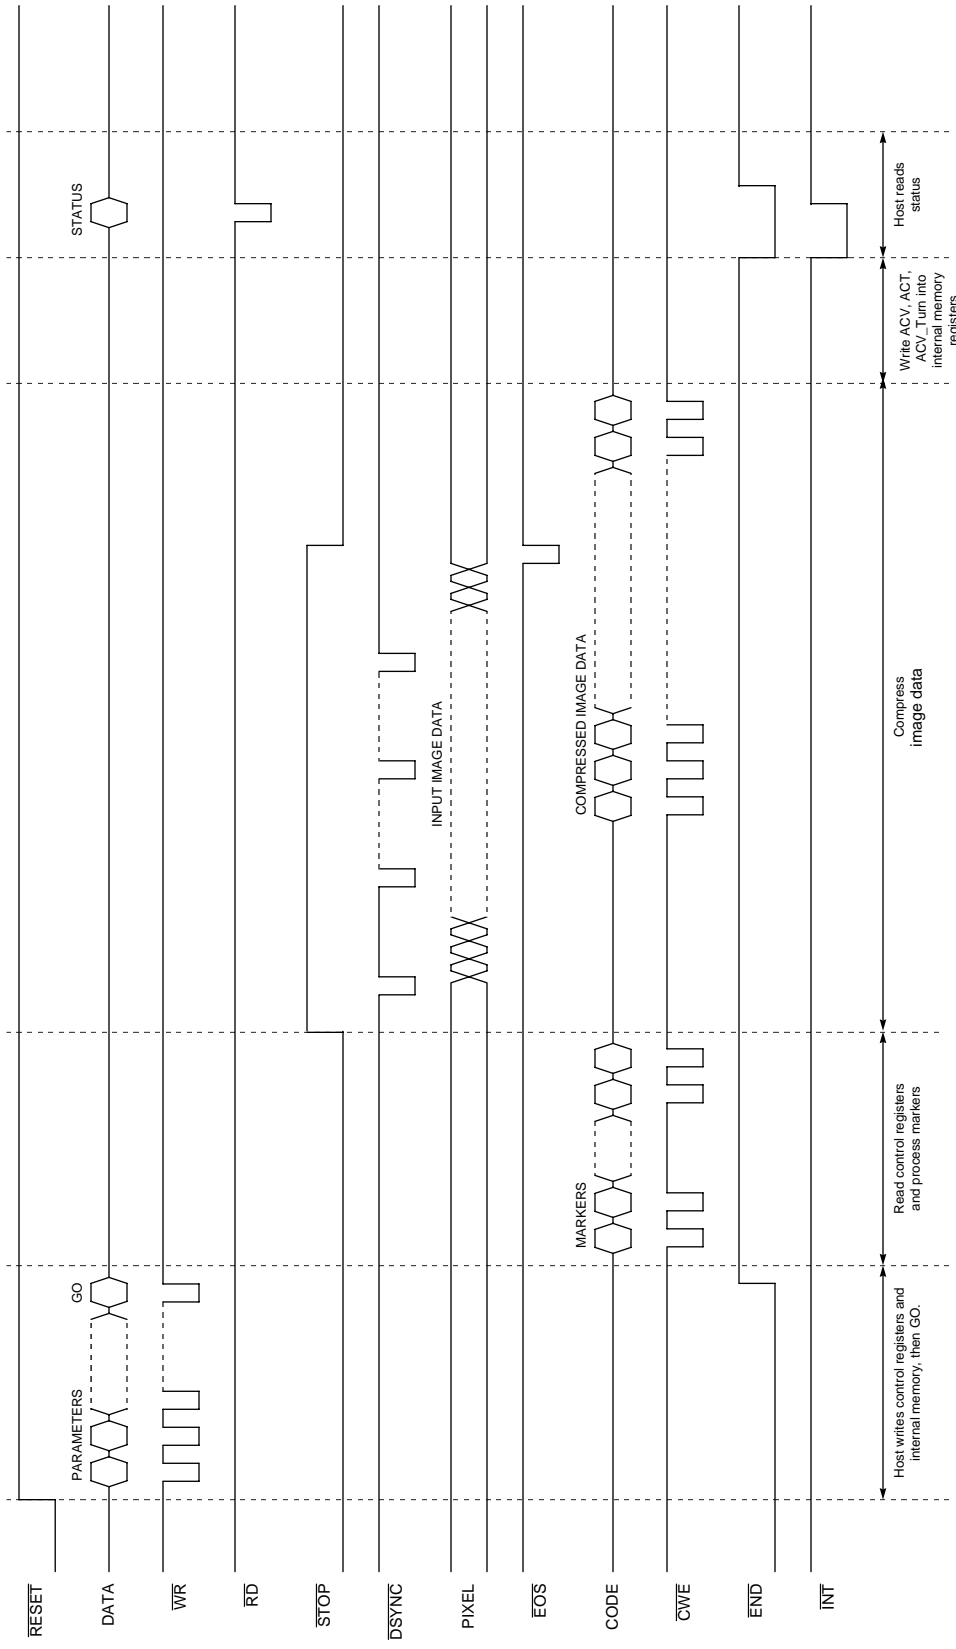 RESET
DATA
PARAMETERS
GO
STATUS
WR
RD
STOP
DSYNC
PIXEL
INPUT IMAGE DATA
EOS
CODE
MARKERS
COMPRESSED IMAGE DATA
CWE
END
INT
Host writes control registers and
internal memory, then GO.
Read control registers
and process markers
Compress
image data
Write ACV, ACT,
ACV_Turn into
internal memory
registers
Host reads
status